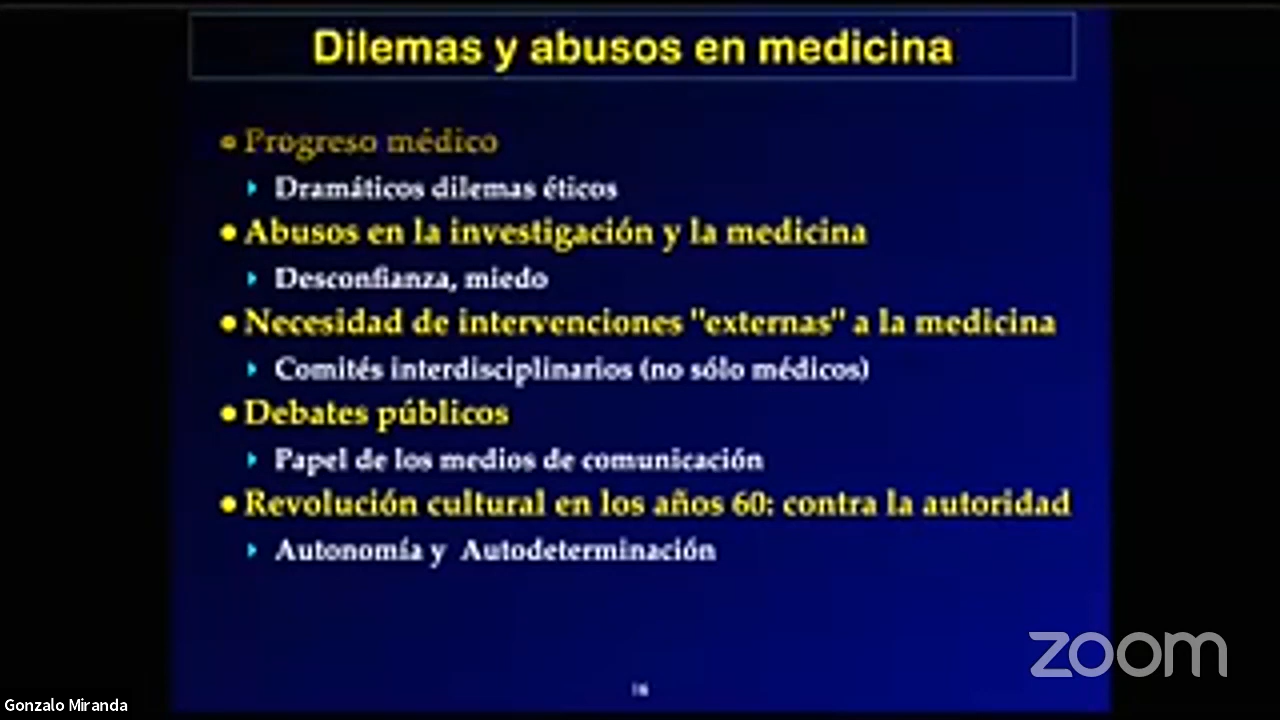 Dilemas y abusos en medicina
Progreso médico
Dramáticos dilemas éticos
Abusos en la investigación y la medicina
Desconfianza, miedo
Necesidad de intervenciones "externas" a la medicina
Comités interdisciplinarios (no sólo médicos)
Debates públicos
Papel de los medios de comunicación
Revolución cultural en los años 60: contra la autoridad
Autonomía y Autodeterminación
zoom
Gonzalo Miranda